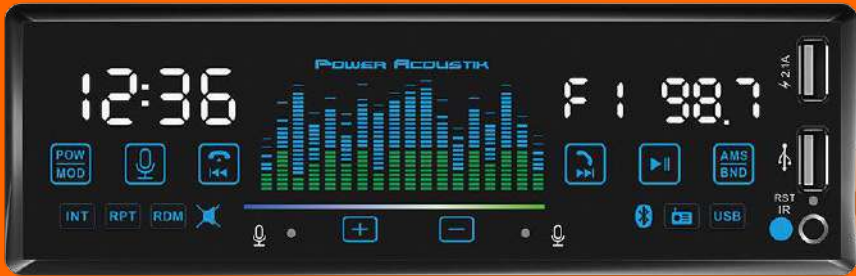 POWER ACOUSTIK
12:36
F1 98.7
2.1A
POW
MOD
AMS
BND
INT
RPT
RDM
USB
RST
IR